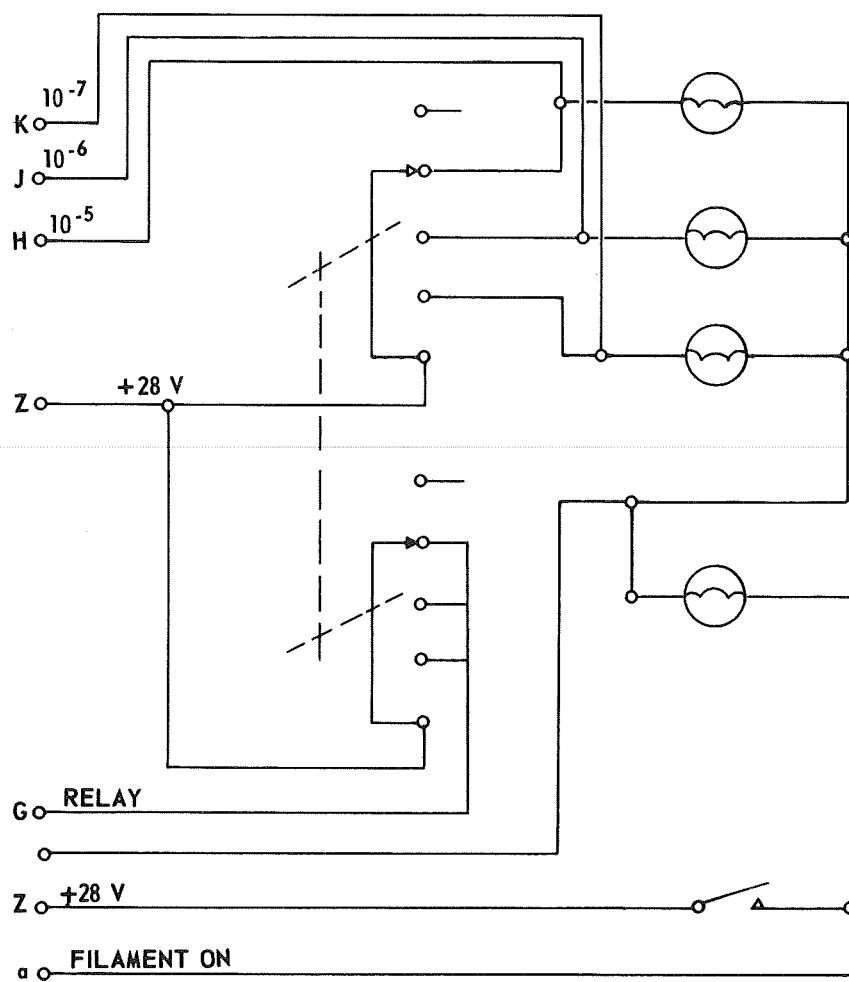 K 10⁻⁷
J 10⁻⁶
H 10⁻⁵
Z +28 V
G RELAY
Z +28 V
a FILAMENT ON